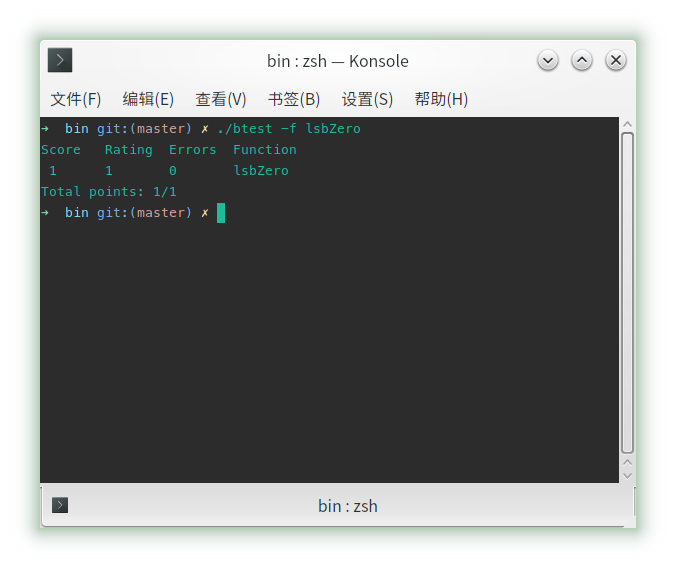 bin : zsh — Konsole
文件(F) 编辑(E) 查看(V) 书签(B) 设置(S) 帮助(H)
➜ bin git:(master) ✗ ./btest -f lsbZero
Score Rating Errors Function
1 1 0 lsbZero
Total points: 1/1
➜ bin git:(master) ✗
bin : zsh